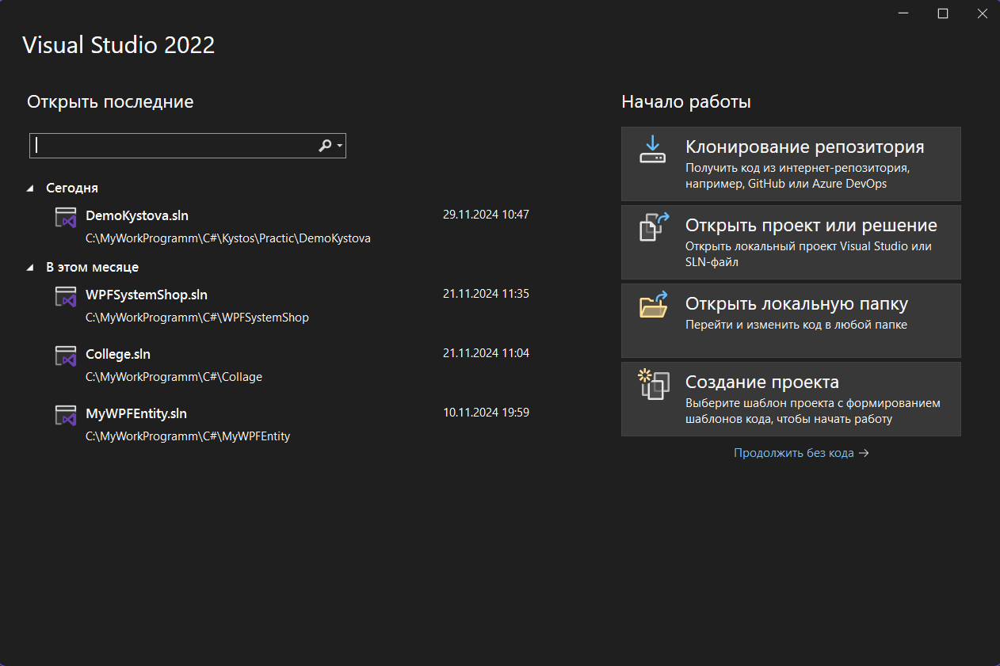 Visual Studio 2022
Открыть последние
Сегодня
DemoKystova.sln
29.11.2024 10:47
C:\MyWorkProgramm\C#\Kystos\Practic\DemoKystova
В этом месяце
WPFSystemShop.sln
21.11.2024 11:35
C:\MyWorkProgramm\C#\WPFSystemShop
College.sln
21.11.2024 11:04
C:\MyWorkProgramm\C#\Collage
MyWPFEntity.sln
10.11.2024 19:59
C:\MyWorkProgramm\C#\MyWPFEntity
Начало работы
Клонирование репозитория
Получить код из интернет-репозитория,
например, GitHub или Azure DevOps
Открыть проект или решение
Открыть локальный проект Visual Studio или
SLN-файл
Открыть локальную папку
Перейти и изменить код в любой папке
Создание проекта
Выберите шаблон проекта с формированием
шаблонов кода, чтобы начать работу
Продолжить без кода →